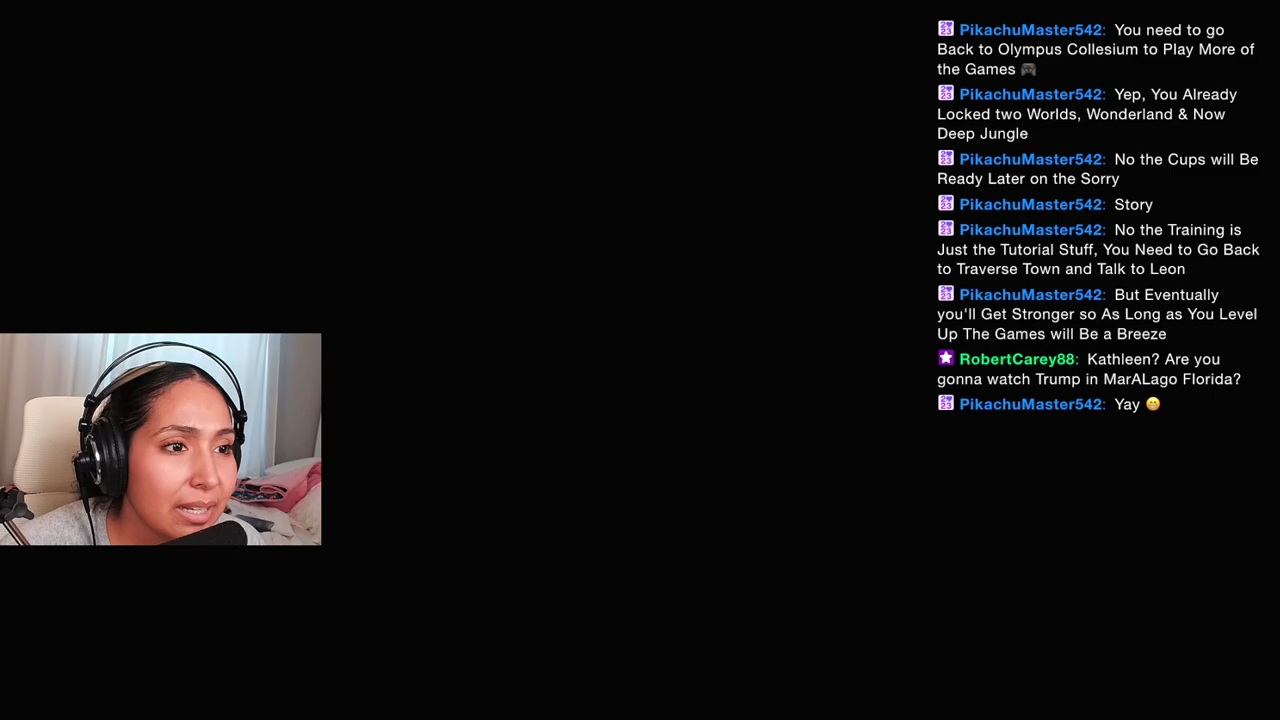 PikachuMaster542: You need to go
Back to Olympus Collesium to Play More of
the Games 🎮
PikachuMaster542: Yep, You Already
Locked two Worlds, Wonderland & Now
Deep Jungle
PikachuMaster542: No the Cups will Be
Ready Later on the Sorry
PikachuMaster542: Story
PikachuMaster542: No the Training is
Just the Tutorial Stuff, You Need to Go Back
to Traverse Town and Talk to Leon
PikachuMaster542: But Eventually
you'll Get Stronger so As Long as You Level
Up The Games will Be a Breeze
RobertCarey88: Kathleen? Are you
gonna watch Trump in MarALago Florida?
PikachuMaster542: Yay 😁